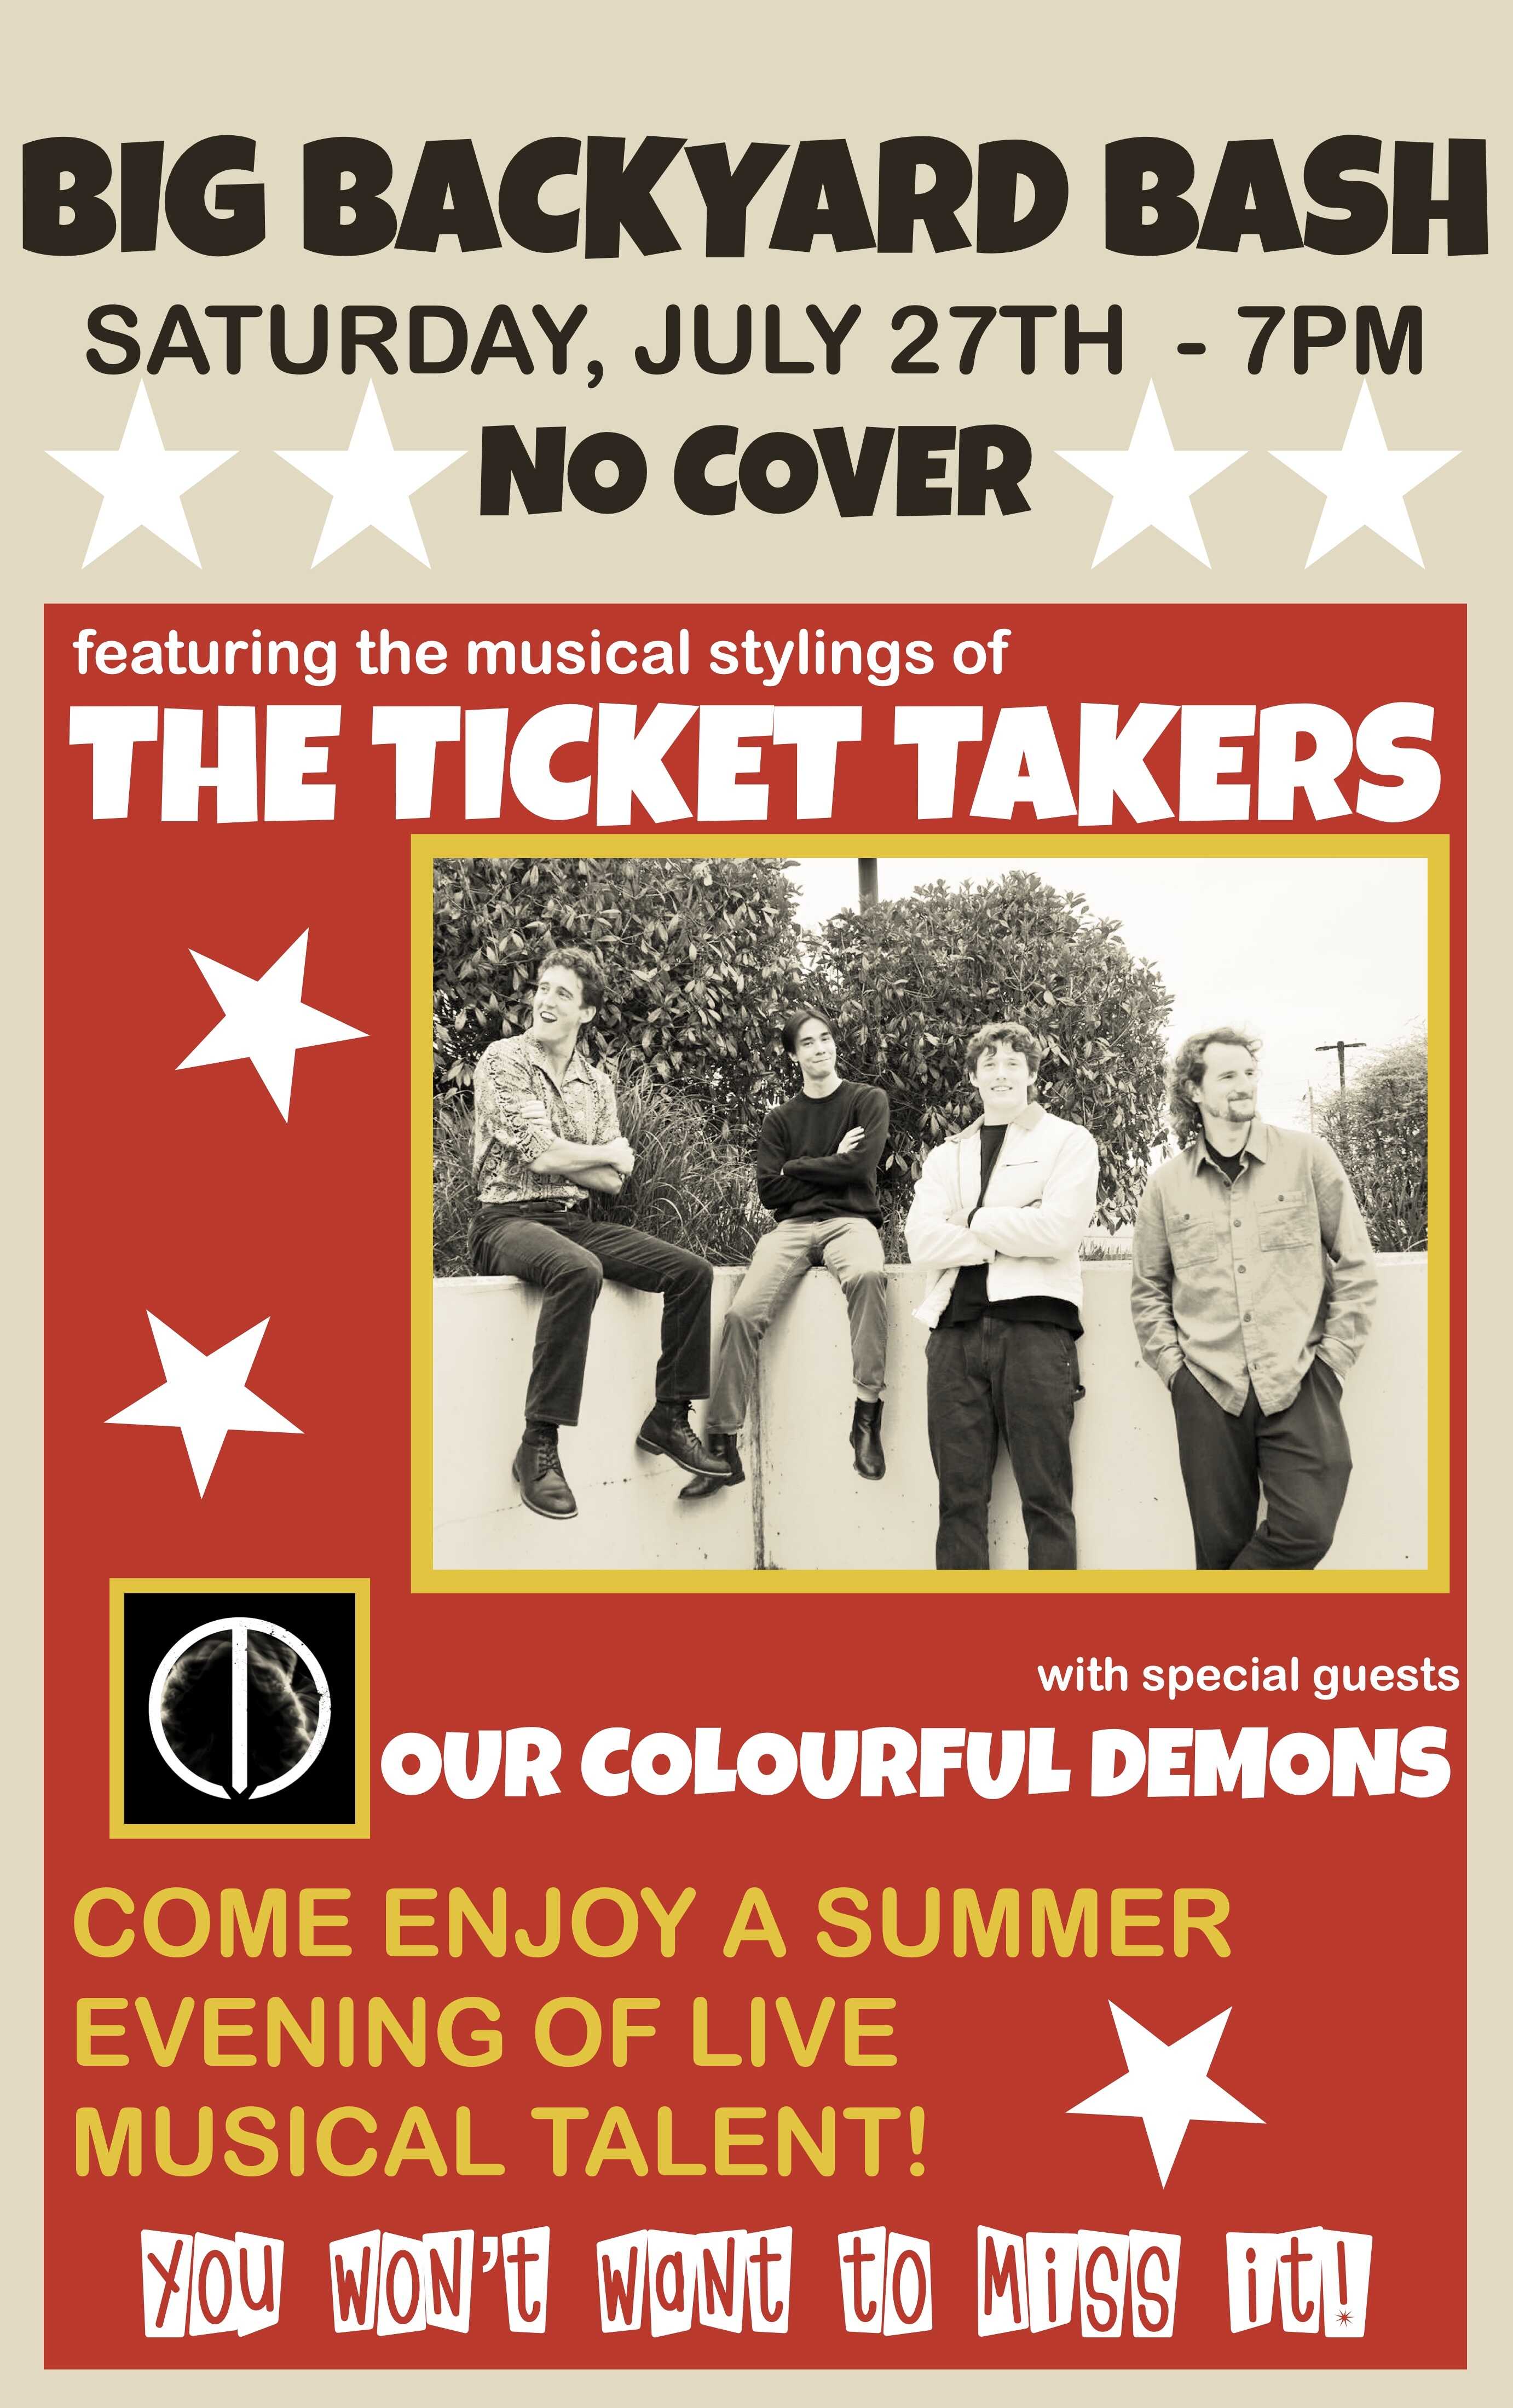 BIG BACKYARD BASH
SATURDAY, JULY 27TH - 7PM
NO COVER
featuring the musical stylings of
THE TICKET TAKERS
with special guests
OUR COLOURFUL DEMONS
COME ENJOY A SUMMER
EVENING OF LIVE
MUSICAL TALENT!
You WON't WaNt to Miss it!